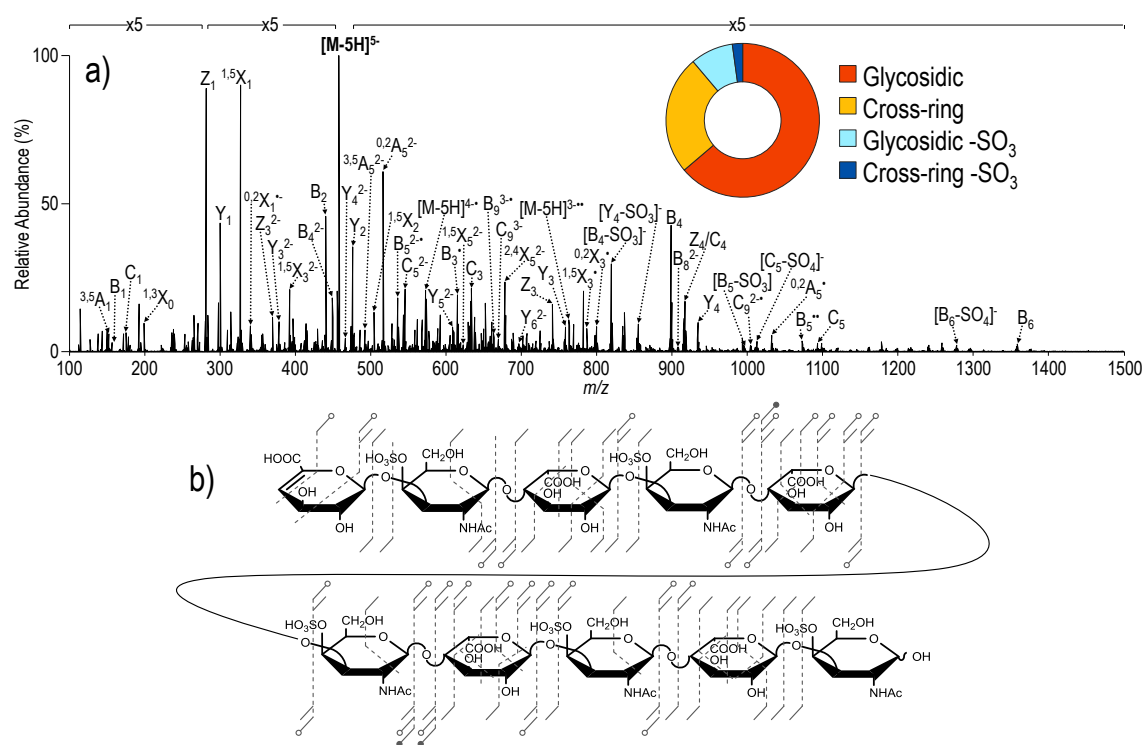 x5 x5 x5
[M-5H]5-
a)
100
50
0
Relative Abundance (%)
Z1 1,5X1
Y1
0,2X1•-
Z3 2-
Y3 2-
1,5X3 2-
B2
B4 2-
Y4 2-
Y2
3,5A5 2-
0,2A5 2-
1,5X2
B5 2-•
C5 2-
[M-5H]4-•
Y5 2-
B3•
1,5X5 2-
C3
B9 3-•
C9 3-
2,4X5 2-
[M-5H]3-••
Y6 2-
Z3
Y3
1,5X3•
0,2X3•
[B4-SO3]-
[Y4-SO3]-
B4
B8 2-
Z4/C4
Y4
[B5-SO3]-
C9 2-•
[C5-SO4]-
0,2A5•
B5••
C5
[B6-SO4]-
B6
3,5A1
B1
C1
1,3X0
Glycosidic
Cross-ring
Glycosidic -SO3
Cross-ring -SO3
100 200 300 400 500 600 700 800 900 1000 1100 1200 1300 1400 1500
m/z
b)
HOOC O OH OH O
HO3SO CH2OH O NHAc O
O COOH OH OH O
HO3SO CH2OH O NHAc O
O COOH OH OH O
HO3SO CH2OH O NHAc O
O COOH OH OH O
HO3SO CH2OH O NHAc O
O COOH OH OH O
HO3SO CH2OH O OH NHAc